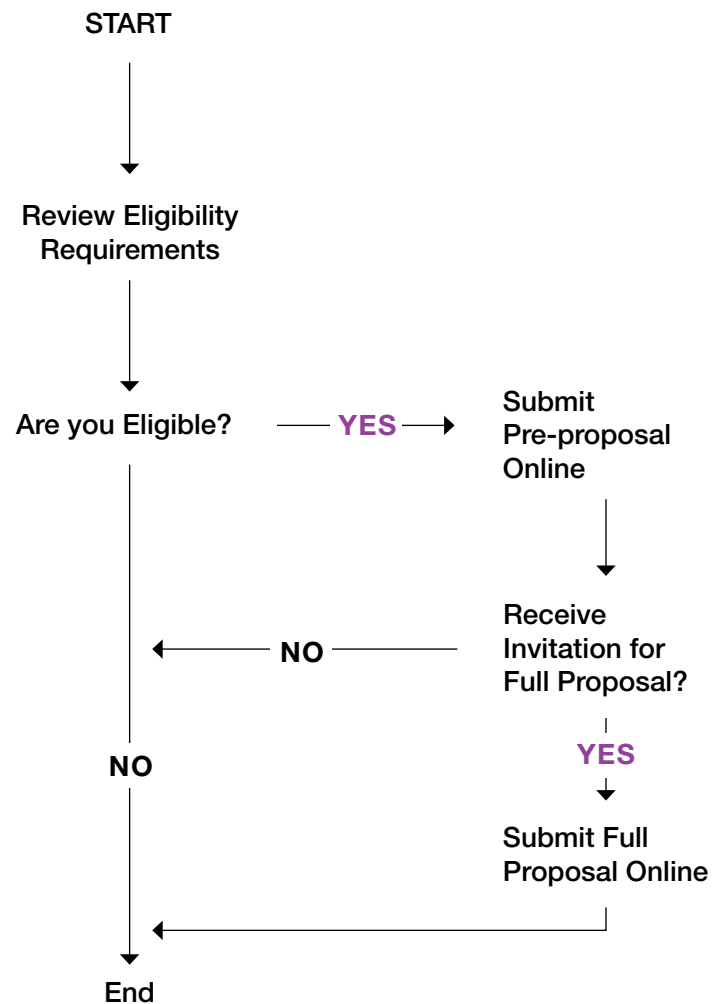 START
Review Eligibility
Requirements
Are you Eligible?
YES
Submit
Pre-proposal
Online
Receive
Invitation for
Full Proposal?
NO
YES
NO
Submit Full
Proposal Online
End